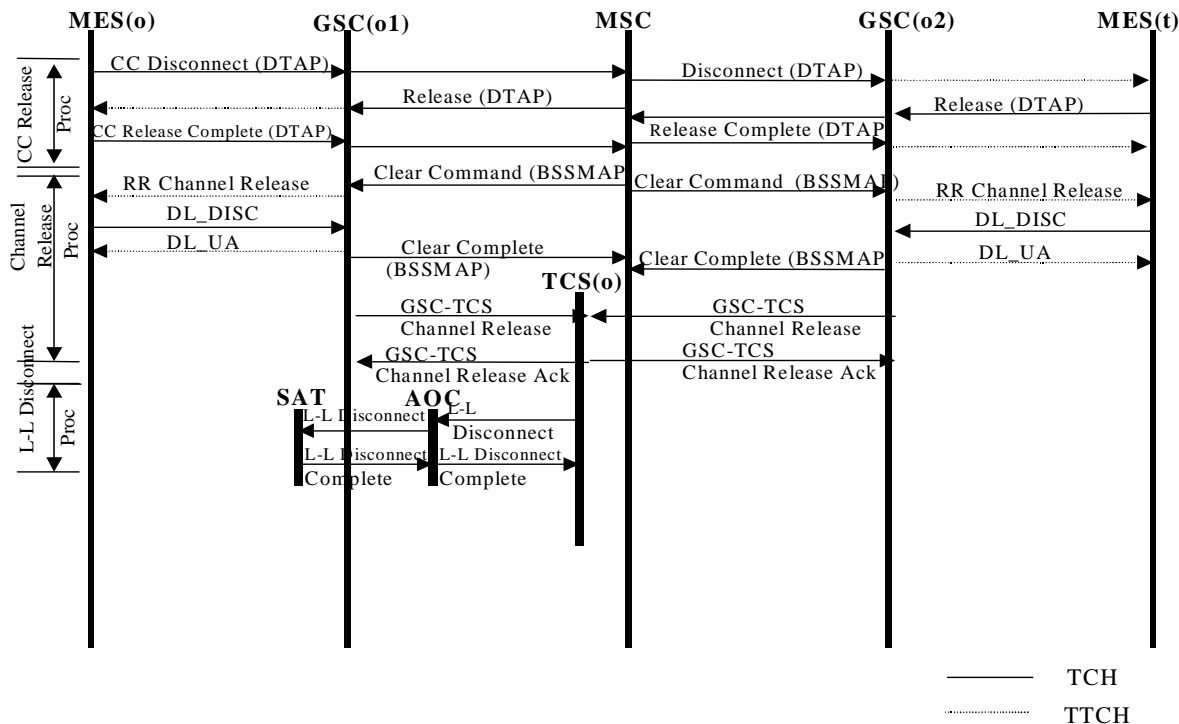 MES(o) GSC(o1) MSC GSC(o2) MES(t)
CC Release
Proc
CC Disconnect (DTAP)
Disconnect (DTAP)
Release (DTAP)
Release (DTAP)
CC Release Complete (DTAP)
Release Complete (DTAP
Channel
Release
Proc
Clear Command (BSSMAP
Clear Command (BSSMAP)
RR Channel Release
RR Channel Release
DL_DISC
DL_DISC
DL_UA
DL_UA
Clear Complete
(BSSMAP)
Clear Complete (BSSMAP
TCS(o)
GSC-TCS
Channel Release
GSC-TCS
Channel Release
GSC-TCS
Channel Release Ack
GSC-TCS
Channel Release Ack
L-L Disconnect
Proc
SAT AOC
L-L Disconnect
L-L
Disconnect
L-L Disconnect
Complete
L-L Disconnect
Complete
TCH
TTCH